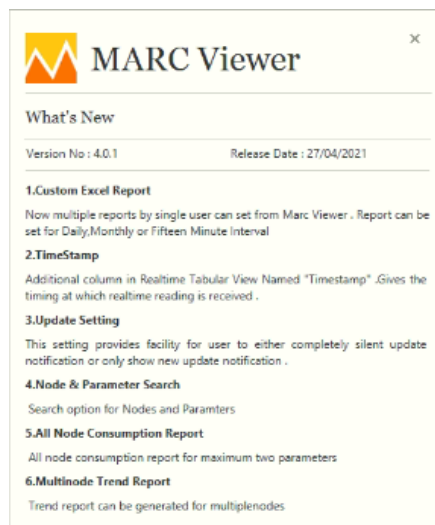 MARC Viewer
×
What's New
Version No : 4.0.1 Release Date : 27/04/2021
1.Custom Excel Report
Now multiple reports by single user can set from Marc Viewer . Report can be
set for Daily,Monthly or Fifteen Minute Interval
2.TimeStamp
Additional column in Realtime Tabular View Named "Timestamp" .Gives the
timing at which realtime reading is received .
3.Update Setting
This setting provides facility for user to either completely silent update
notification or only show new update notification .
4.Node & Parameter Search
Search option for Nodes and Paramters
5.All Node Consumption Report
All node consumption report for maximum two parameters
6.Multinode Trend Report
Trend report can be generated for multiplenodes